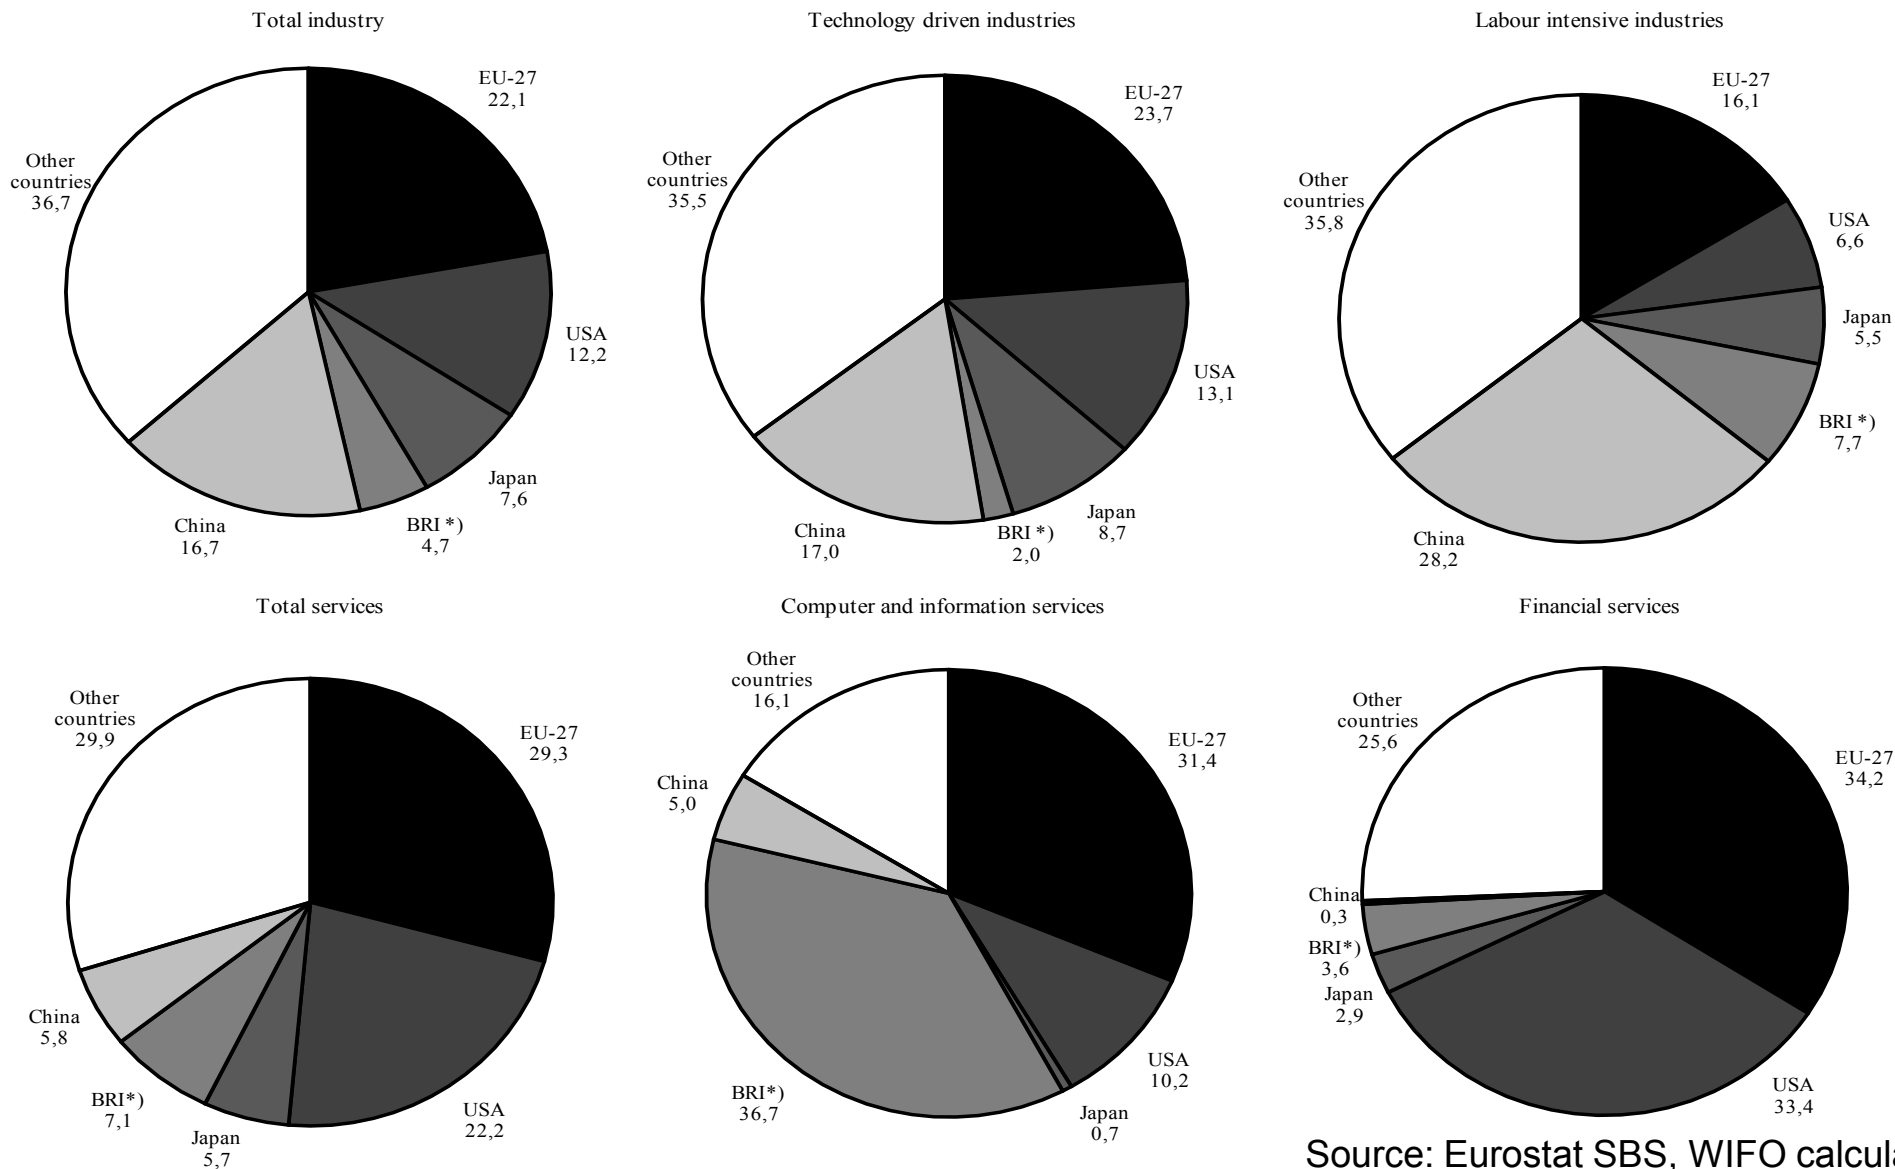 Total industry
EU-27
22,1
USA
12,2
Japan
7,6
BRI *)
4,7
China
16,7
Other
countries
36,7
Technology driven industries
EU-27
23,7
USA
13,1
Japan
8,7
BRI *)
2,0
China
17,0
Other
countries
35,5
Labour intensive industries
EU-27
16,1
USA
6,6
Japan
5,5
BRI *)
7,7
China
28,2
Other
countries
35,8
Total services
EU-27
29,3
USA
22,2
Japan
5,7
BRI*)
7,1
China
5,8
Other
countries
29,9
Computer and information services
EU-27
31,4
USA
10,2
Japan
0,7
BRI*)
36,7
China
5,0
Other
countries
16,1
Financial services
EU-27
34,2
USA
33,4
Japan
2,9
BRI*)
3,6
China
0,3
Other
countries
25,6
Source: Eurostat SBS, WIFO